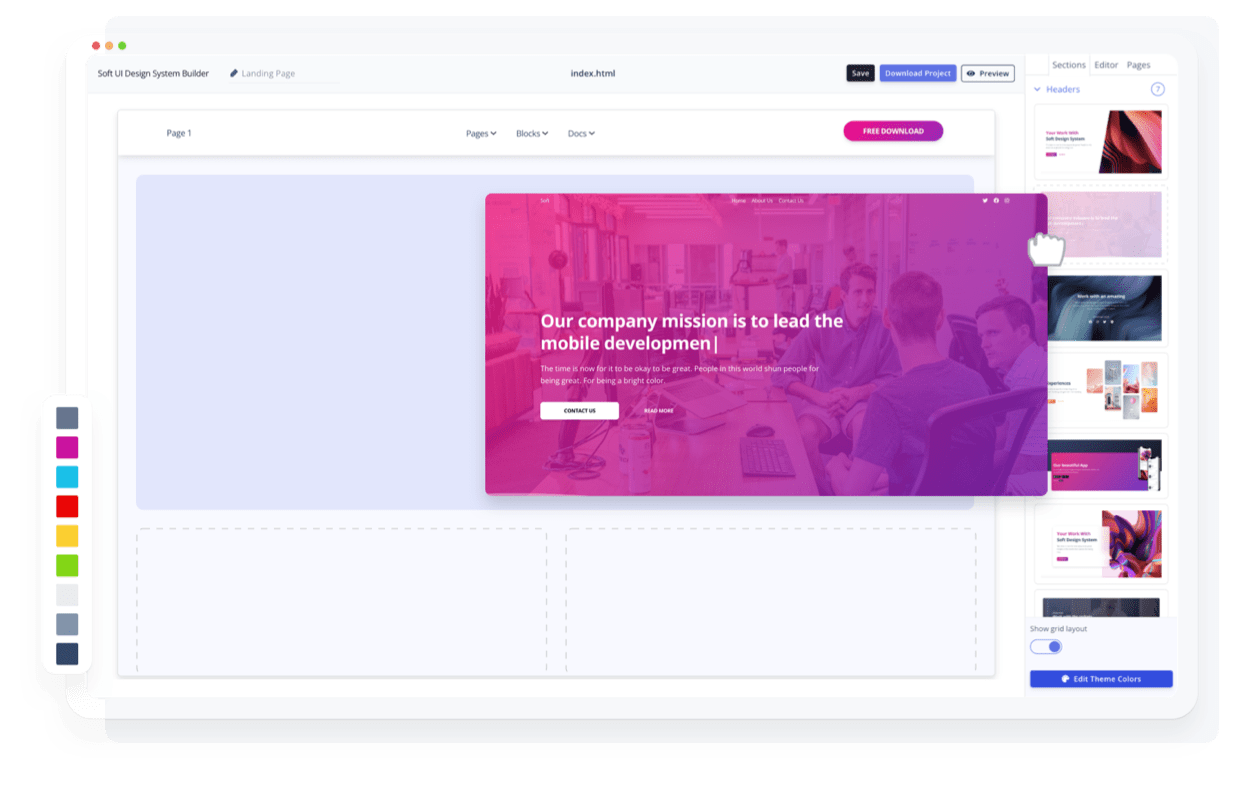 Soft UI Design System Builder
Landing Page
index.html
Save
Download Project
Preview
Sections
Editor
Pages
Headers
?
Page 1
Pages
Blocks
Docs
FREE DOWNLOAD
Your Work With
Soft Design System
Soft
Home
About Us
Contact Us
Our company mission is to lead the
mobile developmen
The time is now for it to be okay to be great. People in this world shun people for
being great. For being a bright color.
CONTACT US
READ MORE
Work with an amazing
Our Beautiful App
Your Work With
Soft Design System
Show grid layout
Edit Theme Colors